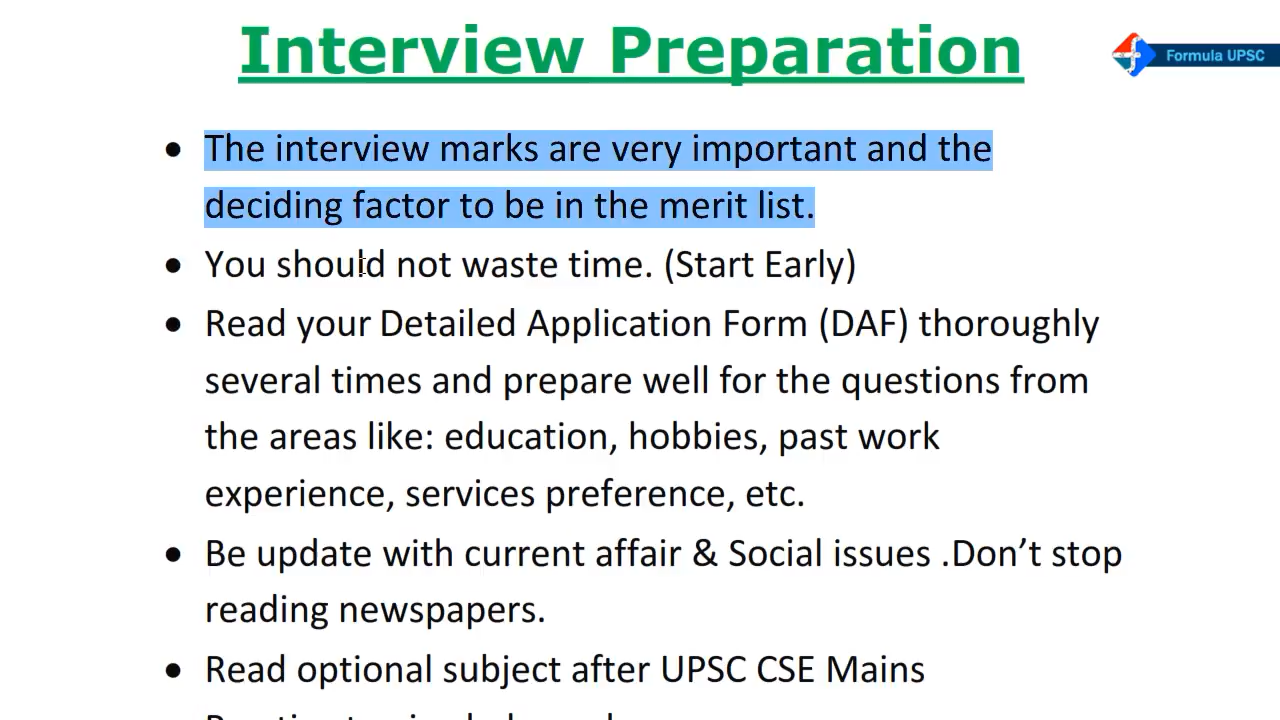 Interview Preparation
Formula UPSC
• The interview marks are very important and the
deciding factor to be in the merit list.
• You should not waste time. (Start Early)
• Read your Detailed Application Form (DAF) thoroughly
several times and prepare well for the questions from
the areas like: education, hobbies, past work
experience, services preference, etc.
• Be update with current affair & Social issues .Don’t stop
reading newspapers.
• Read optional subject after UPSC CSE Mains